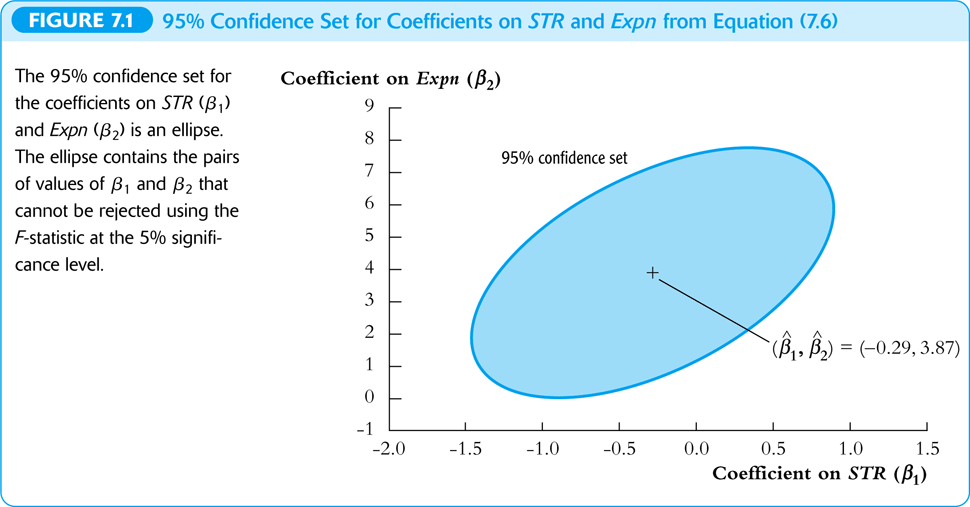 FIGURE 7.1 95% Confidence Set for Coefficients on STR and Expn from Equation (7.6)
The 95% confidence set for
the coefficients on STR (β₁)
and Expn (β₂) is an ellipse.
The ellipse contains the pairs
of values of β₁ and β₂ that
cannot be rejected using the
F-statistic at the 5% signifi-
cance level.
Coefficient on Expn (β₂)
9
8
7
95% confidence set
6
5
4
3
2
(β̂₁, β̂₂) = (–0.29, 3.87)
1
0
–1
–2.0 –1.5 –1.0 –0.5 0.0 0.5 1.0 1.5
Coefficient on STR (β₁)